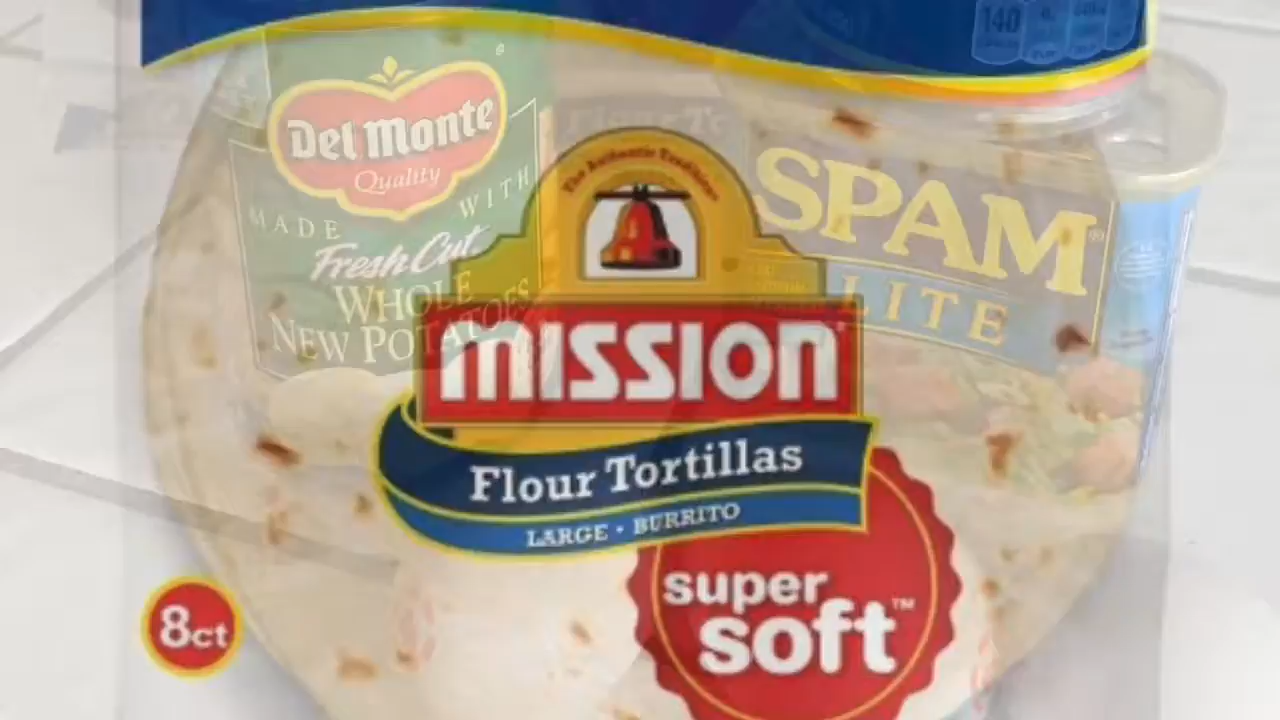 140
Del Monte®
Quality
MADE WITH
Fresh Cut
WHOLE
NEW POTATOES
The Authentic Tradition®
SPAM®
LITE
MISSION®
Flour Tortillas
LARGE • BURRITO
super
soft™
8ct